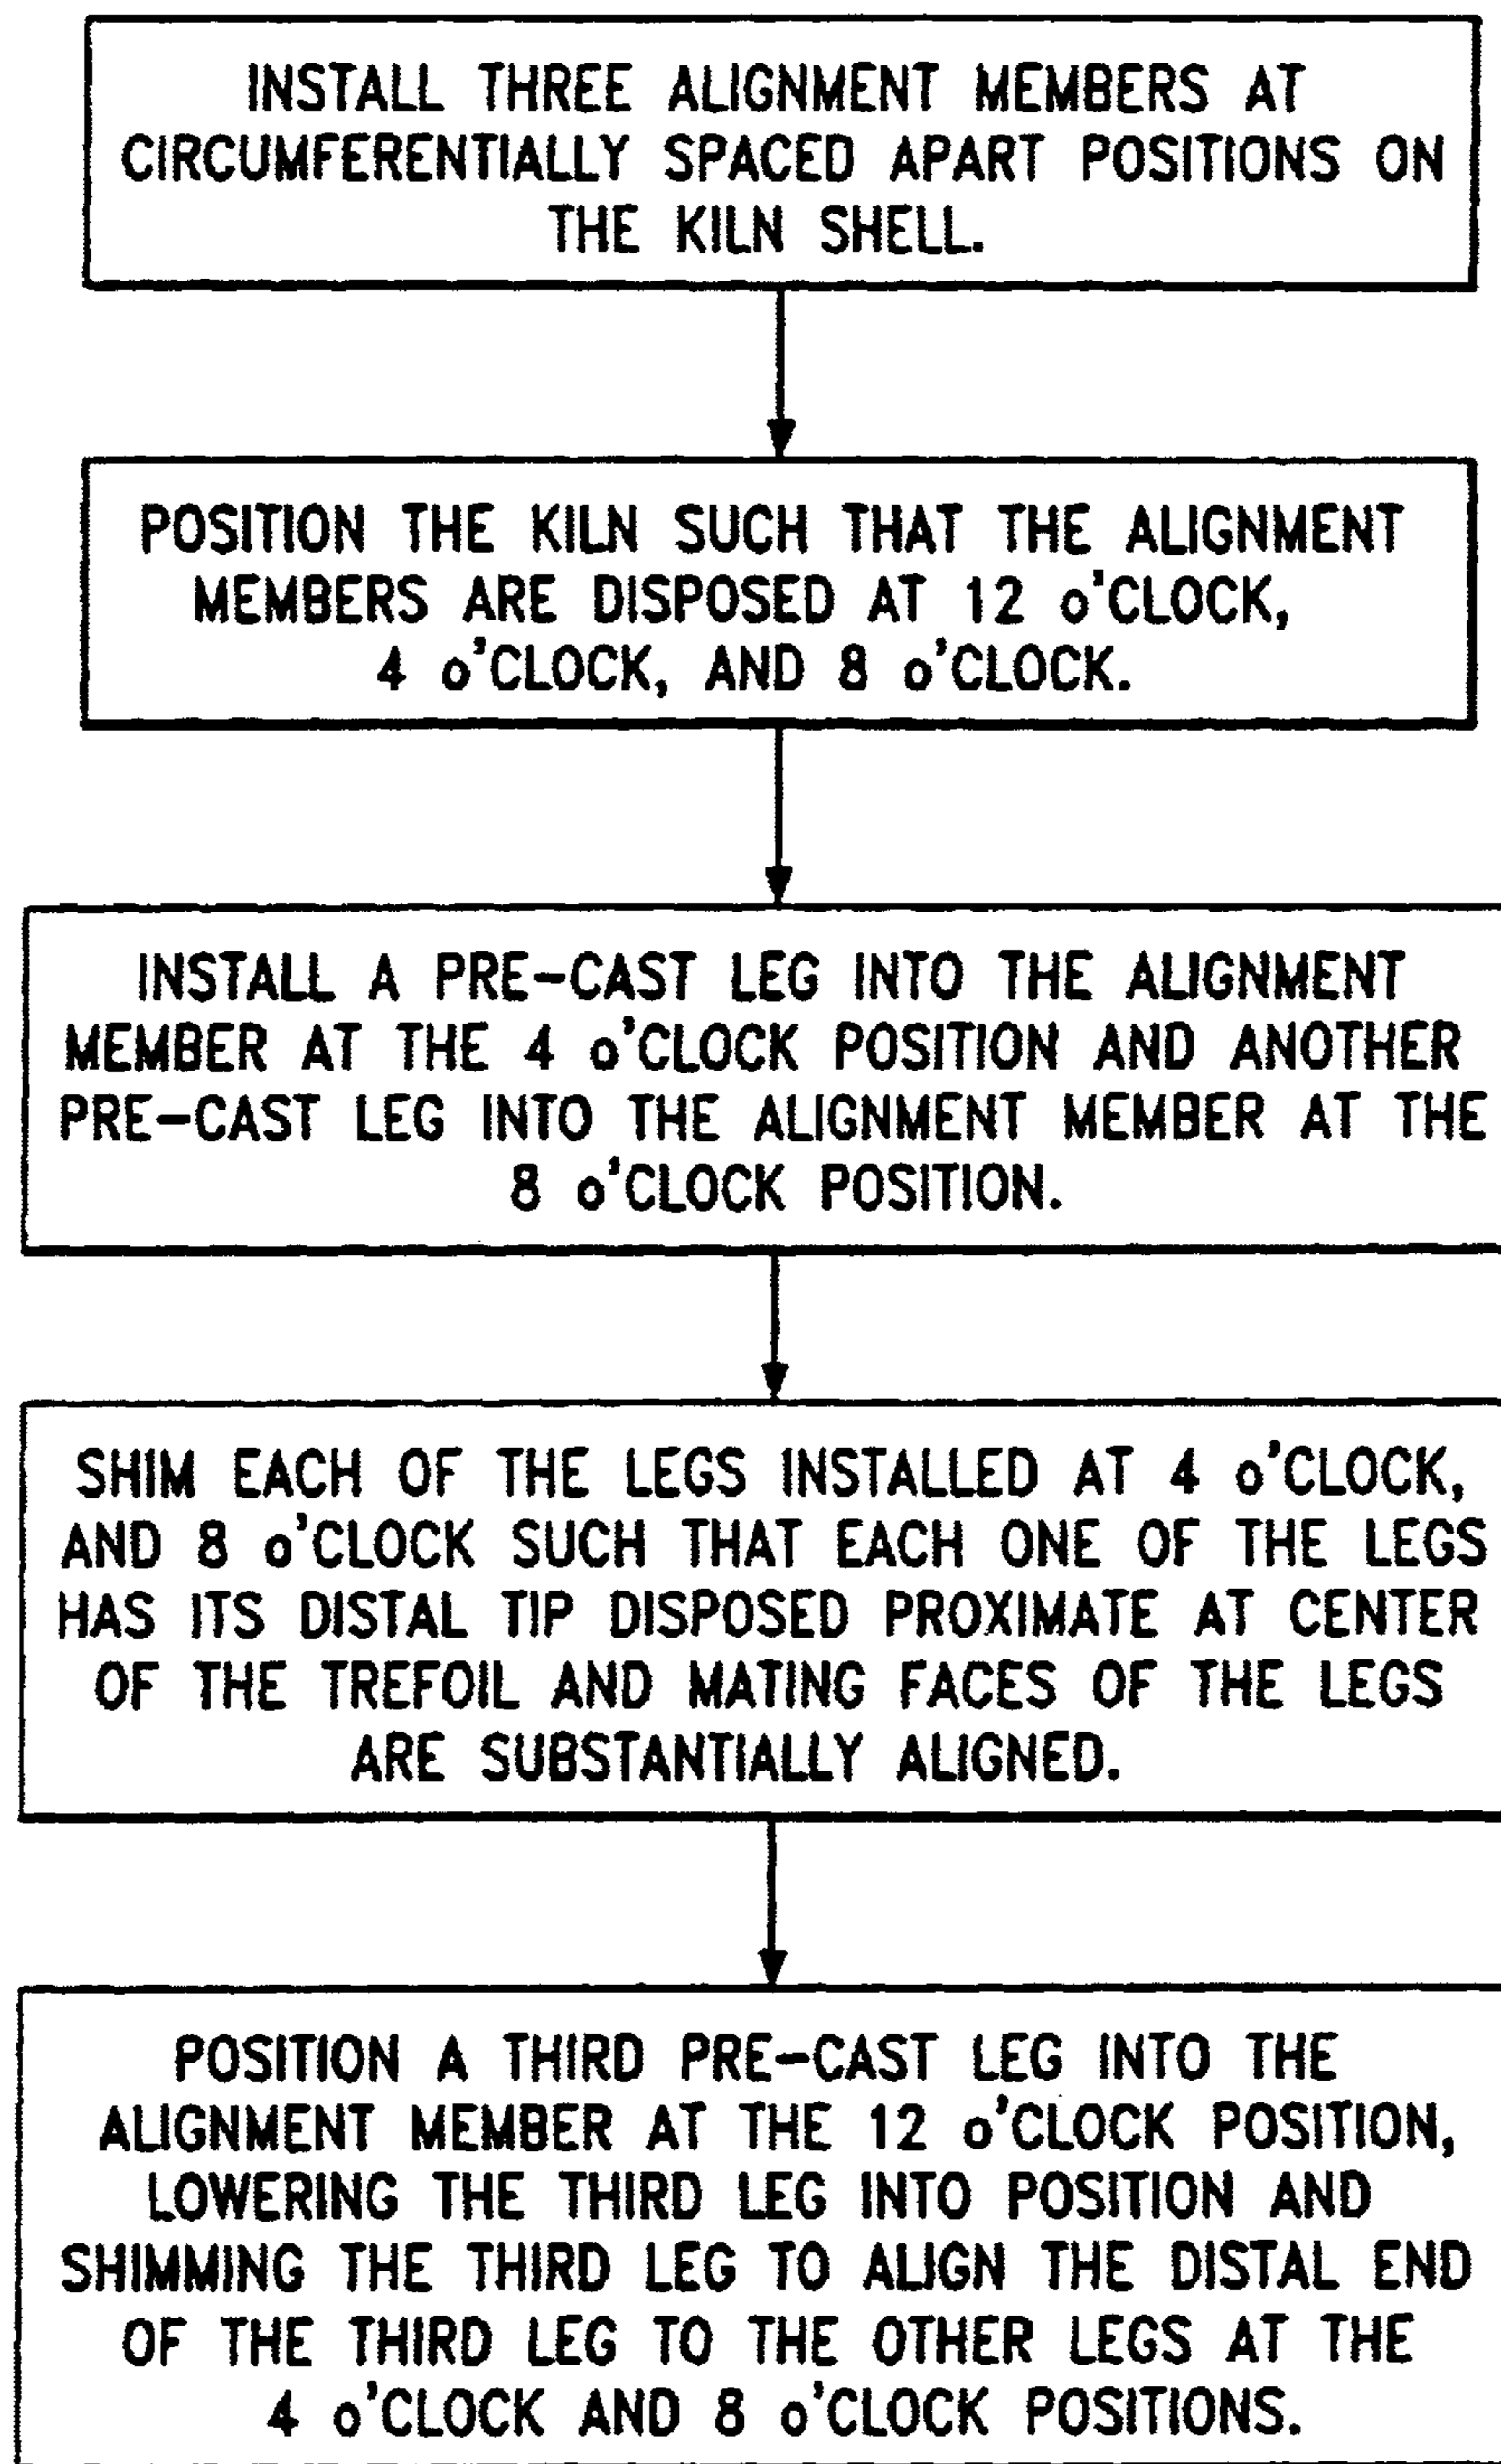 INSTALL THREE ALIGNMENT MEMBERS AT
CIRCUMFERENTIALLY SPACED APART POSITIONS ON
THE KILN SHELL.
POSITION THE KILN SUCH THAT THE ALIGNMENT
MEMBERS ARE DISPOSED AT 12 o'CLOCK,
4 o'CLOCK, AND 8 o'CLOCK.
INSTALL A PRE-CAST LEG INTO THE ALIGNMENT
MEMBER AT THE 4 o'CLOCK POSITION AND ANOTHER
PRE-CAST LEG INTO THE ALIGNMENT MEMBER AT THE
8 o'CLOCK POSITION.
SHIM EACH OF THE LEGS INSTALLED AT 4 o'CLOCK,
AND 8 o'CLOCK SUCH THAT EACH ONE OF THE LEGS
HAS ITS DISTAL TIP DISPOSED PROXIMATE AT CENTER
OF THE TREFOIL AND MATING FACES OF THE LEGS
ARE SUBSTANTIALLY ALIGNED.
POSITION A THIRD PRE-CAST LEG INTO THE
ALIGNMENT MEMBER AT THE 12 o'CLOCK POSITION,
LOWERING THE THIRD LEG INTO POSITION AND
SHIMMING THE THIRD LEG TO ALIGN THE DISTAL END
OF THE THIRD LEG TO THE OTHER LEGS AT THE
4 o'CLOCK AND 8 o'CLOCK POSITIONS.